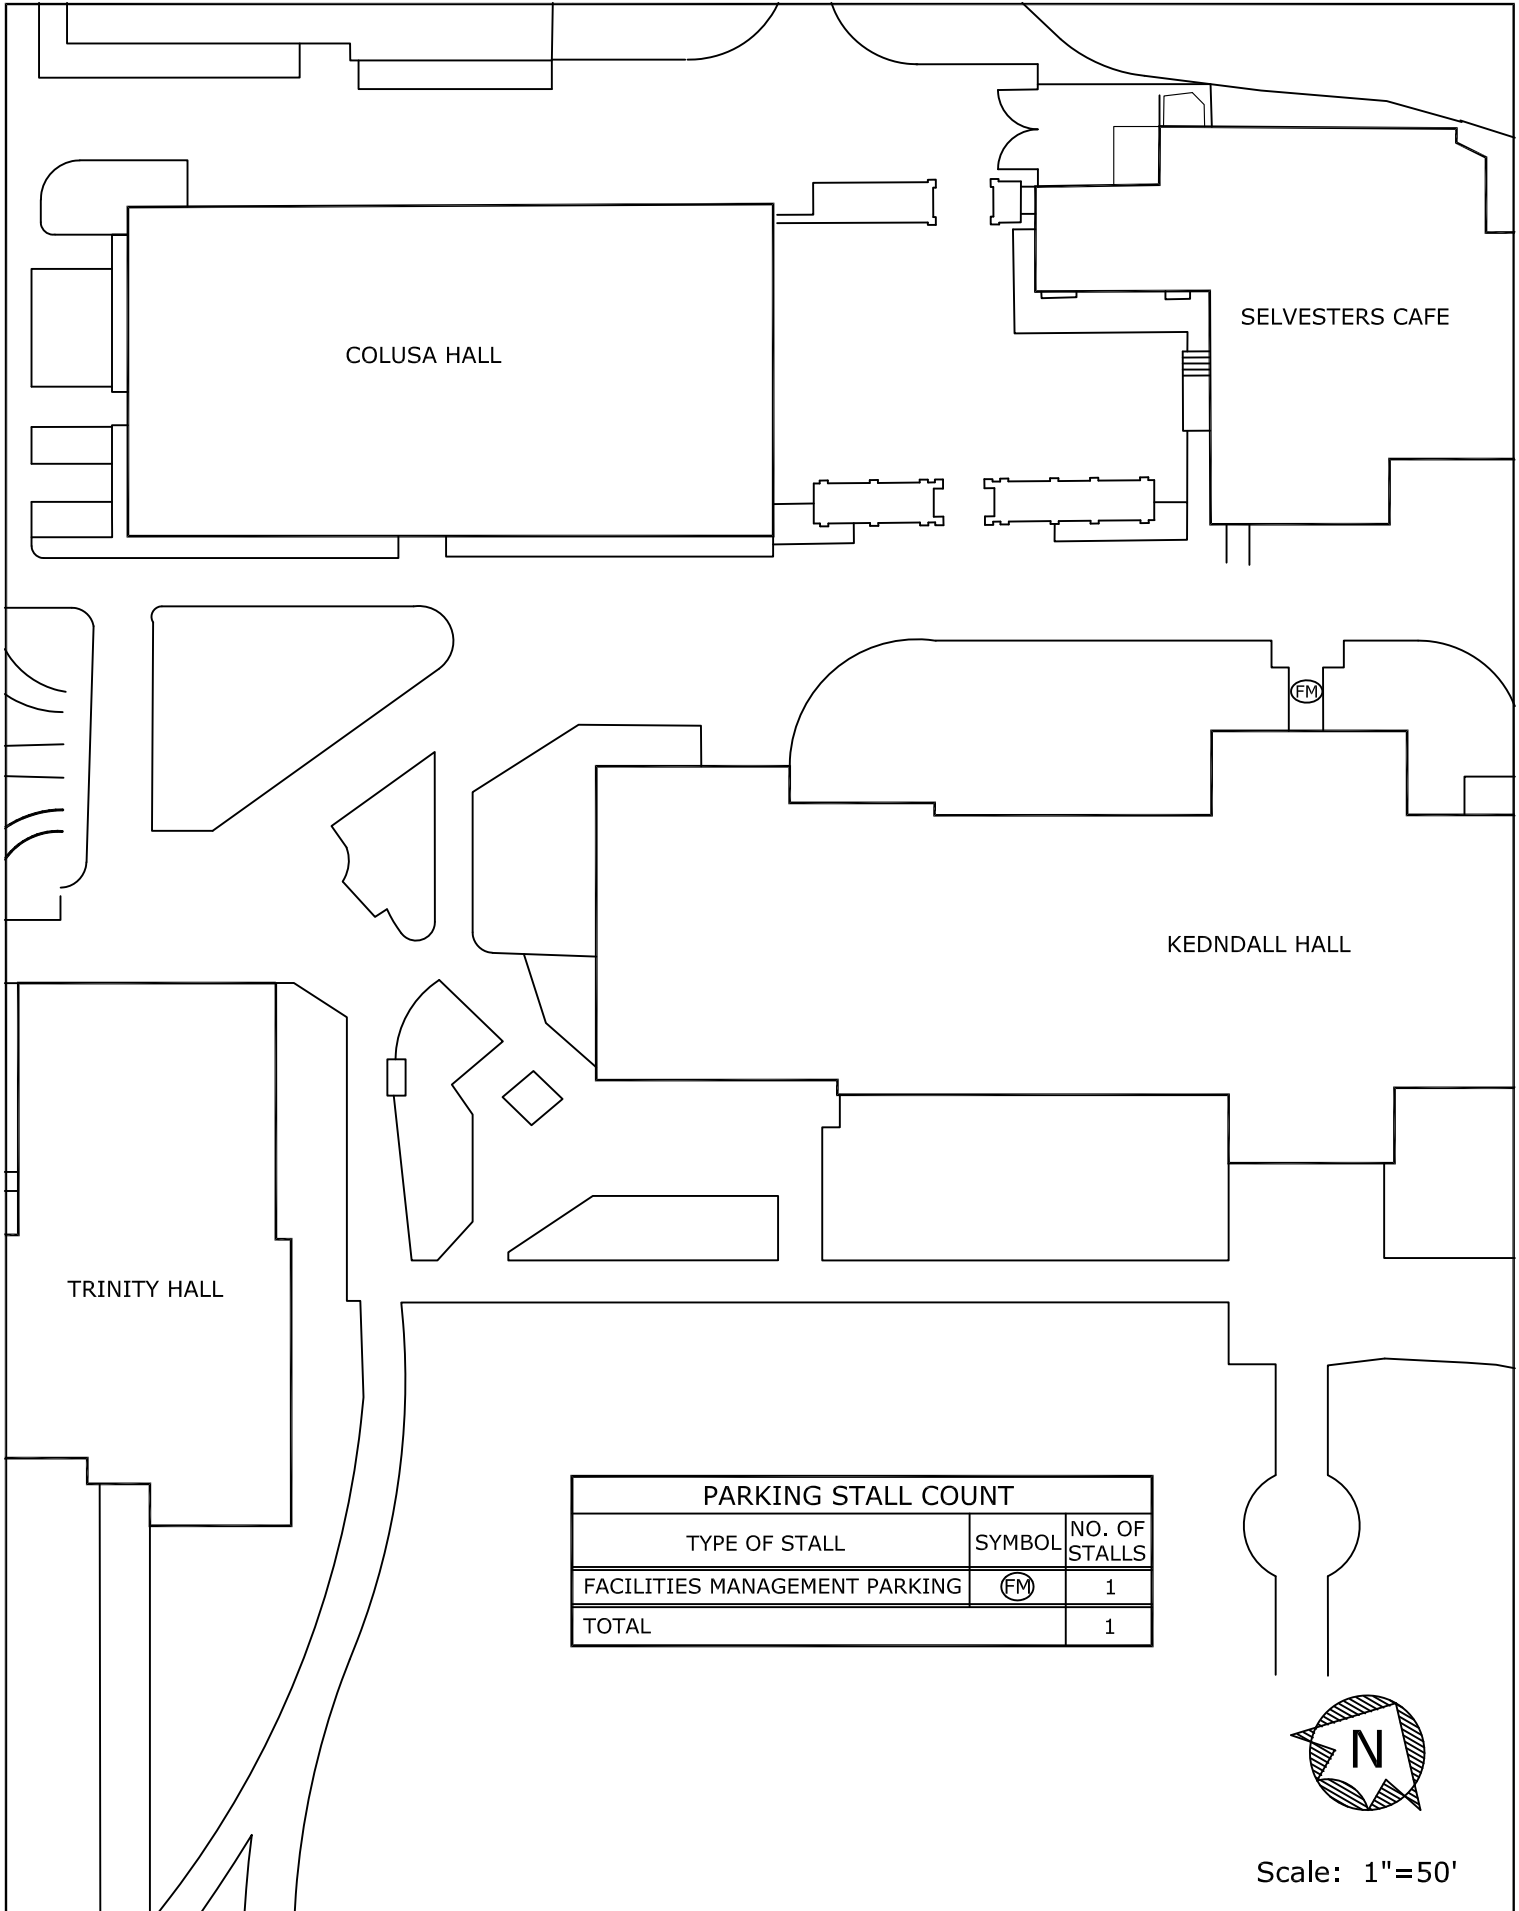 SELVESTERS CAFE
COLUSA HALL
FM
KEDNDALL HALL
TRINITY HALL
PARKING STALL COUNT
TYPE OF STALL SYMBOL NO. OF STALLS
FACILITIES MANAGEMENT PARKING FM 1
TOTAL 1
N
Scale: 1"=50'